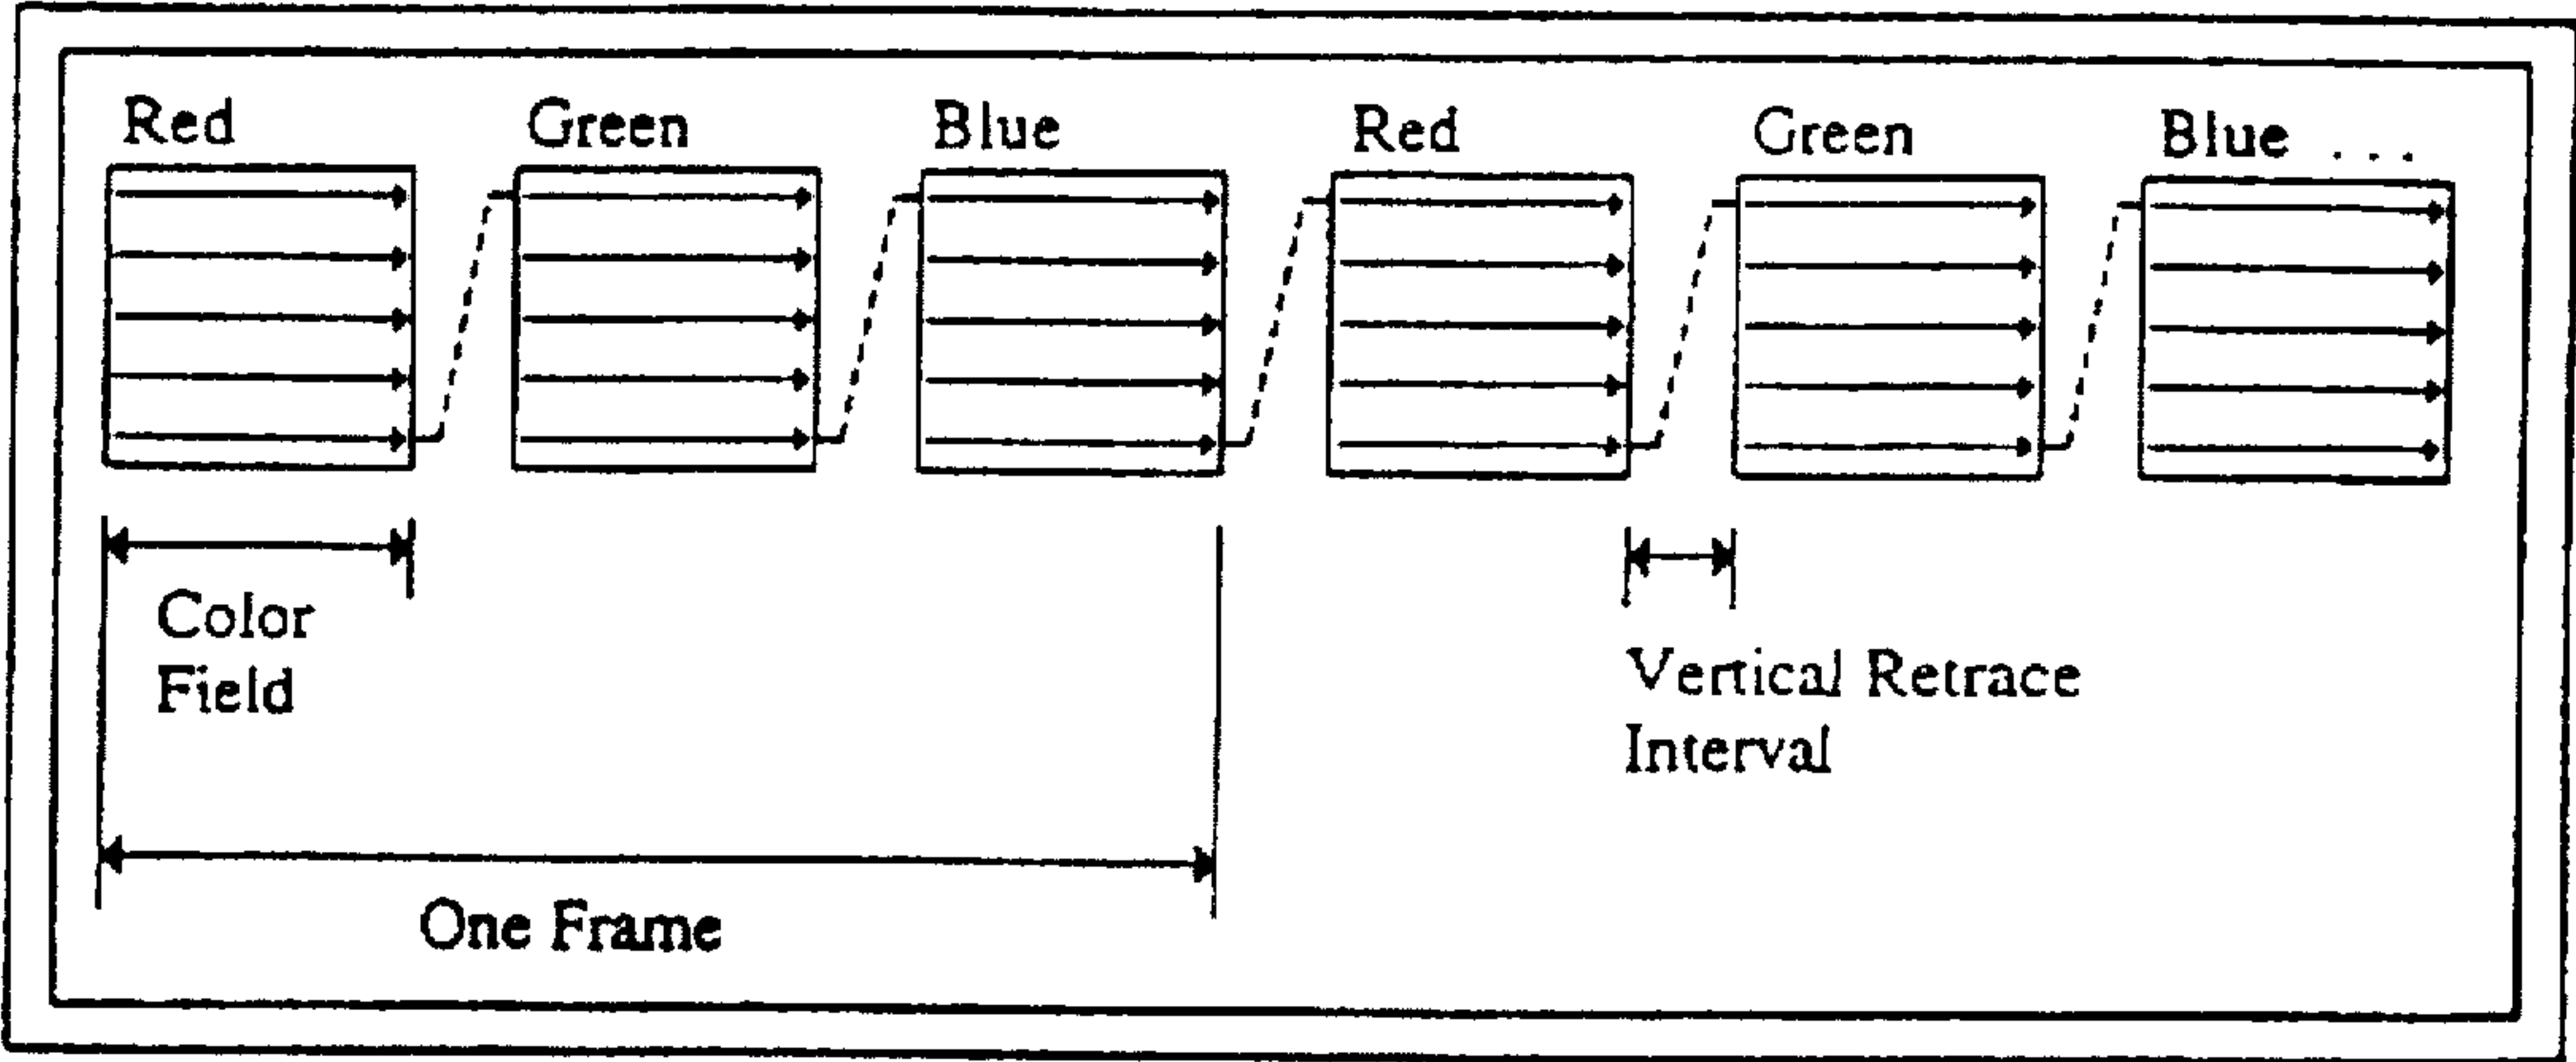 Red Green Blue Red Green Blue ...
Color
Field
Vertical Retrace
Interval
One Frame